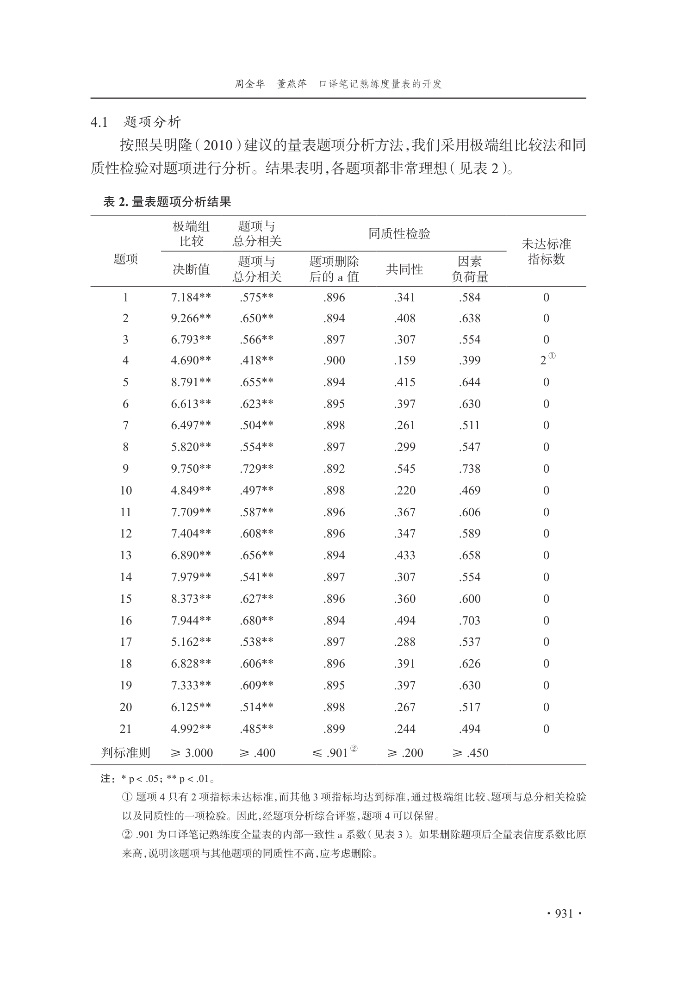 周金华　董燕萍　口译笔记熟练度量表的开发
4.1　题项分析
按照吴明隆(2010)建议的量表题项分析方法,我们采用极端组比较法和同
质性检验对题项进行分析。结果表明,各题项都非常理想(见表2)。
表 2. 量表题项分析结果
题项 极端组比较 题项与总分相关 同质性检验 未达标准指标数
决断值 题项与总分相关 题项删除后的 a 值 共同性 因素负荷量
1 7.184** .575** .896 .341 .584 0
2 9.266** .650** .894 .408 .638 0
3 6.793** .566** .897 .307 .554 0
4 4.690** .418** .900 .159 .399 2①
5 8.791** .655** .894 .415 .644 0
6 6.613** .623** .895 .397 .630 0
7 6.497** .504** .898 .261 .511 0
8 5.820** .554** .897 .299 .547 0
9 9.750** .729** .892 .545 .738 0
10 4.849** .497** .898 .220 .469 0
11 7.709** .587** .896 .367 .606 0
12 7.404** .608** .896 .347 .589 0
13 6.890** .656** .894 .433 .658 0
14 7.979** .541** .897 .307 .554 0
15 8.373** .627** .896 .360 .600 0
16 7.944** .680** .894 .494 .703 0
17 5.162** .538** .897 .288 .537 0
18 6.828** .606** .896 .391 .626 0
19 7.333** .609** .895 .397 .630 0
20 6.125** .514** .898 .267 .517 0
21 4.992** .485** .899 .244 .494 0
判标准则 ≥ 3.000 ≥ .400 ≤ .901② ≥ .200 ≥ .450
注：* p < .05；** p < .01。
① 题项 4 只有 2 项指标未达标准,而其他 3 项指标均达到标准,通过极端组比较、题项与总分相关检验
以及同质性的一项检验。因此,经题项分析综合评鉴,题项 4 可以保留。
② .901 为口译笔记熟练度全量表的内部一致性 a 系数(见表 3)。如果删除题项后全量表信度系数比原
来高,说明该题项与其他题项的同质性不高,应考虑删除。
·931·